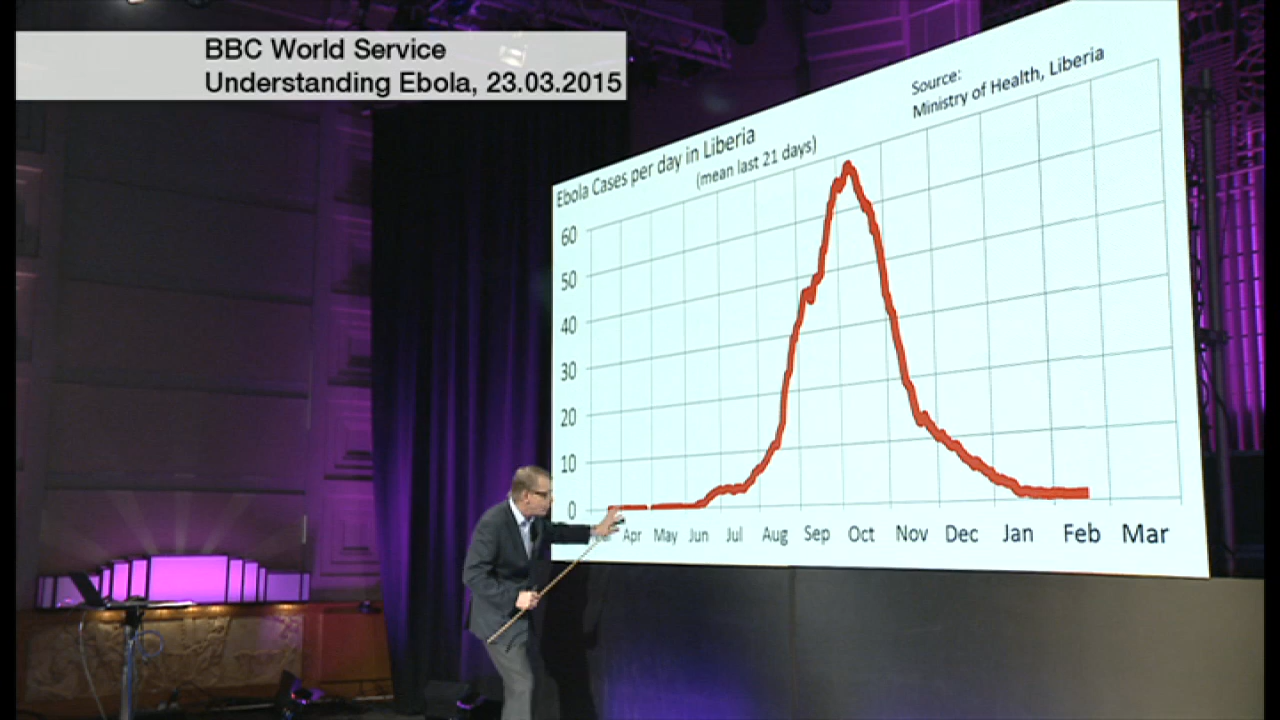 BBC World Service
Understanding Ebola, 23.03.2015
Source:
Ministry of Health, Liberia
Ebola Cases per day in Liberia
(mean last 21 days)
60
50
40
30
20
10
0
Apr May Jun Jul Aug Sep Oct Nov Dec Jan Feb Mar